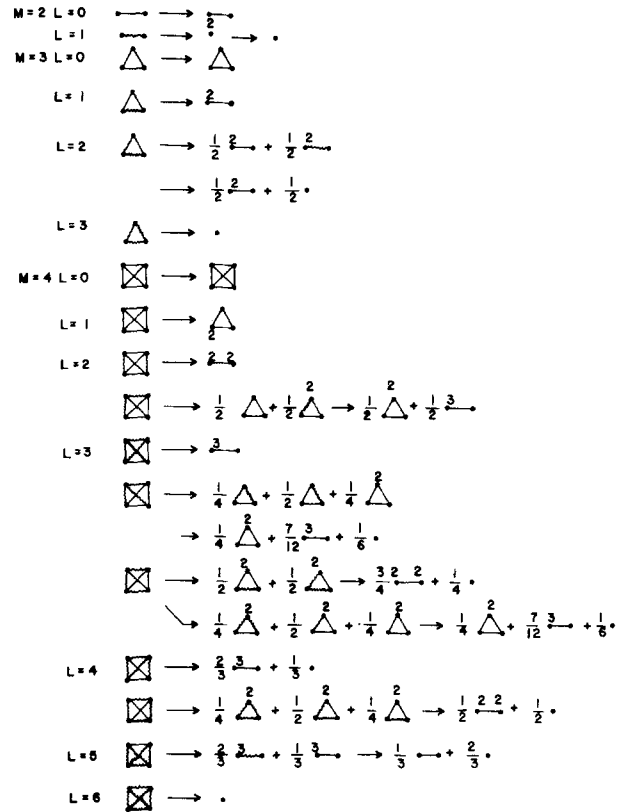 M=2 L=0 → 2
L=1 → 2 →
M=3 L=0 →
L=1 → 2
L=2 → 1/2 2 + 1/2 2
→ 1/2 2 + 1/2
L=3 →
M=4 L=0 →
L=1 → 2
L=2 → 2 2
→ 1/2 + 1/2 2 → 1/2 2 + 1/2 3
L=3 → 3
→ 1/4 + 1/2 + 1/4 2
→ 1/4 2 + 7/12 3 + 1/6
→ 1/2 2 + 1/2 2 → 3/4 2 2 + 1/4
1/4 2 + 1/2 2 + 1/4 2 → 1/4 2 + 7/12 3 + 1/6
L=4 → 2/3 3 + 1/3
→ 1/4 2 + 1/2 2 + 1/4 2 → 1/2 2 2 + 1/2
L=5 → 2/3 3 + 1/3 3 → 1/3 + 2/3
L=6 →